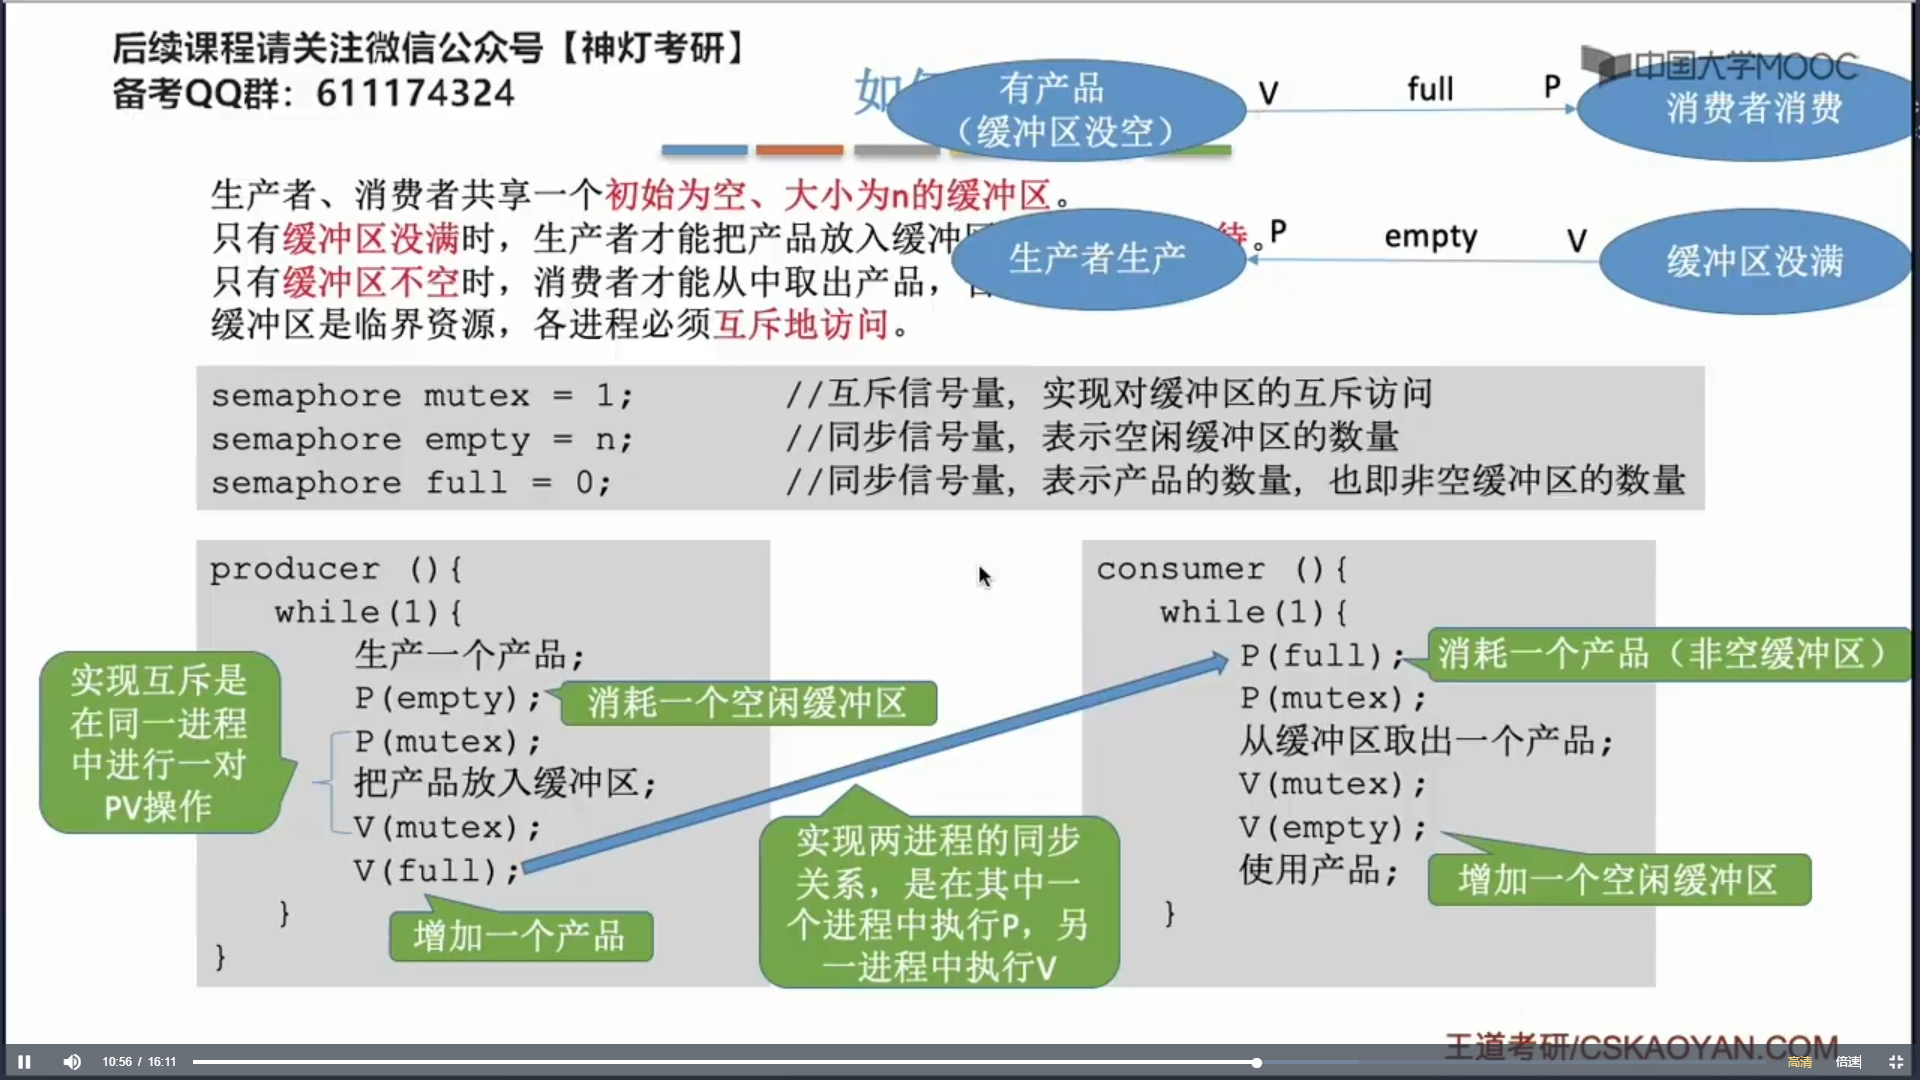 后续课程请关注微信公众号【神灯考研】
备考QQ群：611174324
中国大学MOOC
如
有产品
（缓冲区没空）
V full P
消费者消费
生产者、消费者共享一个初始为空、大小为n的缓冲区。
只有缓冲区没满时，生产者才能把产品放入缓冲 待。
只有缓冲区不空时，消费者才能从中取出产品，
缓冲区是临界资源，各进程必须互斥地访问。
生产者生产
P empty V
缓冲区没满
semaphore mutex = 1; //互斥信号量，实现对缓冲区的互斥访问
semaphore empty = n; //同步信号量，表示空闲缓冲区的数量
semaphore full = 0; //同步信号量，表示产品的数量，也即非空缓冲区的数量
producer (){
while(1){
生产一个产品;
P(empty);
P(mutex);
把产品放入缓冲区;
V(mutex);
V(full);
}
}
实现互斥是
在同一进程
中进行一对
PV操作
消耗一个空闲缓冲区
增加一个产品
实现两进程的同步
关系，是在其中一
个进程中执行P，另
一进程中执行V
consumer (){
while(1){
P(full);
P(mutex);
从缓冲区取出一个产品;
V(mutex);
V(empty);
使用产品;
}
消耗一个产品（非空缓冲区）
增加一个空闲缓冲区
王道考研/CSKAOYAN.COM
10:56 / 16:11
高清
倍速